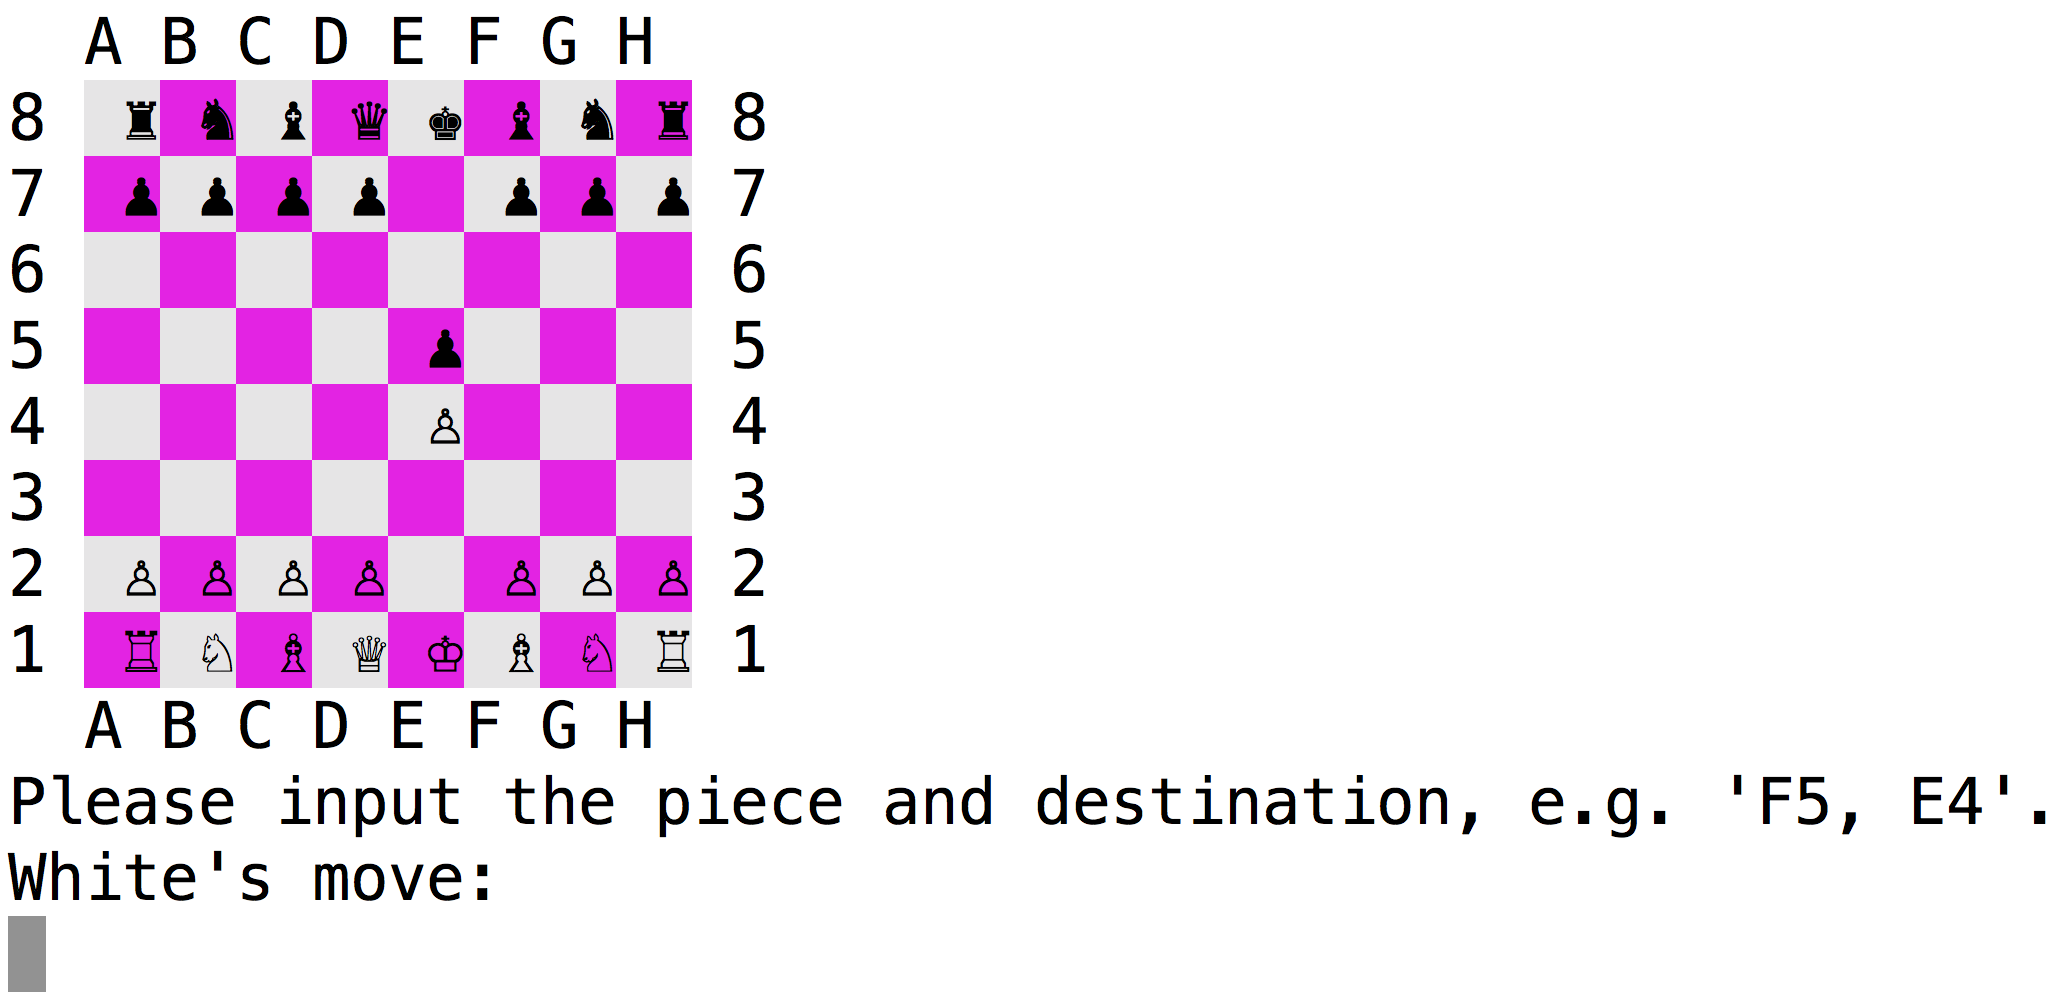 A B C D E F G H
8 ♜ ♞ ♝ ♛ ♚ ♝ ♞ ♜ 8
7 ♟ ♟ ♟ ♟ ♟ ♟ ♟ 7
6 6
5 ♟ 5
4 ♙ 4
3 3
2 ♙ ♙ ♙ ♙ ♙ ♙ ♙ 2
1 ♖ ♘ ♗ ♕ ♔ ♗ ♘ ♖ 1
A B C D E F G H
Please input the piece and destination, e.g. 'F5, E4'.
White's move: